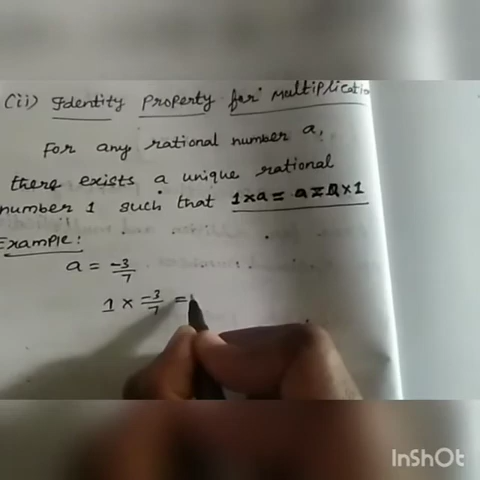 (ii) Identity Property for Multiplicatio
For any rational number a,
there exists a unique rational
number 1 such that 1×a = a = a×1
Example:
a = -3/7
1 × -3/7 =
InShOt